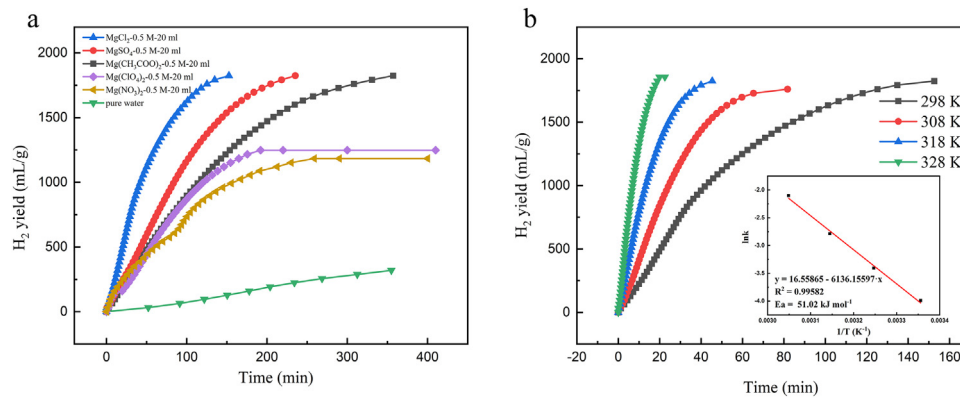 a
H₂ yield (mL/g)
2000
1500
1000
500
0
MgCl₂-0.5 M-20 ml
MgSO₄-0.5 M-20 ml
Mg(CH₃COO)₂-0.5 M-20 ml
Mg(ClO₄)₂-0.5 M-20 ml
Mg(NO₃)₂-0.5 M-20 ml
pure water
0 100 200 300 400
Time (min)
b
H₂ yield (mL/g)
2000
1500
1000
500
0
298 K
308 K
318 K
328 K
lnk
-2.0
-2.5
-3.0
-3.5
-4.0
y = 16.55865 - 6136.15597·x
R² = 0.99582
Ea = 51.02 kJ mol⁻¹
0.0030 0.0031 0.0032 0.0033 0.0034
1/T (K⁻¹)
-20 0 20 40 60 80 100 120 140 160
Time (min)